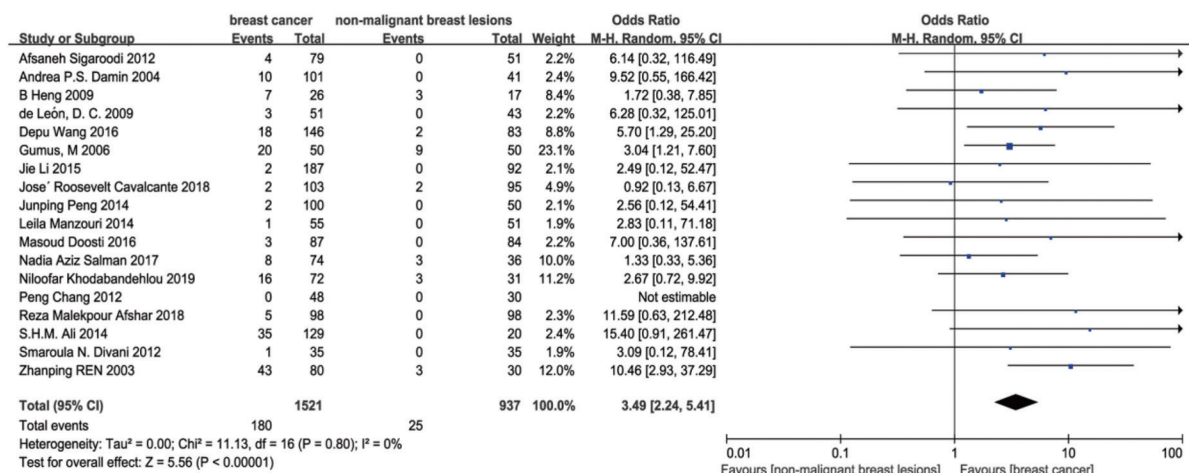 breast cancer non-malignant breast lesions Odds Ratio Odds Ratio
Study or Subgroup Events Total Events Total Weight M-H. Random. 95% CI M-H. Random. 95% CI
Afsaneh Sigaroodi 2012 4 79 0 51 2.2% 6.14 [0.32, 116.49]
Andrea P.S. Damin 2004 10 101 0 41 2.4% 9.52 [0.55, 166.42]
B Heng 2009 7 26 3 17 8.4% 1.72 [0.38, 7.85]
de León, D. C. 2009 3 51 0 43 2.2% 6.28 [0.32, 125.01]
Depu Wang 2016 18 146 2 83 8.8% 5.70 [1.29, 25.20]
Gumus, M 2006 20 50 9 50 23.1% 3.04 [1.21, 7.60]
Jie Li 2015 2 187 0 92 2.1% 2.49 [0.12, 52.47]
Jose´ Roosevelt Cavalcante 2018 2 103 2 95 4.9% 0.92 [0.13, 6.67]
Junping Peng 2014 2 100 0 50 2.1% 2.56 [0.12, 54.41]
Leila Manzouri 2014 1 55 0 51 1.9% 2.83 [0.11, 71.18]
Masoud Doosti 2016 3 87 0 84 2.2% 7.00 [0.36, 137.61]
Nadia Aziz Salman 2017 8 74 3 36 10.0% 1.33 [0.33, 5.36]
Niloofar Khodabandehlou 2019 16 72 3 31 11.2% 2.67 [0.72, 9.92]
Peng Chang 2012 0 48 0 30 Not estimable
Reza Malekpour Afshar 2018 5 98 0 98 2.3% 11.59 [0.63, 212.48]
S.H.M. Ali 2014 35 129 0 20 2.4% 15.40 [0.91, 261.47]
Smaroula N. Divani 2012 1 35 0 35 1.9% 3.09 [0.12, 78.41]
Zhanping REN 2003 43 80 3 30 12.0% 10.46 [2.93, 37.29]
Total (95% CI) 1521 937 100.0% 3.49 [2.24, 5.41]
Total events 180 25
Heterogeneity: Tau² = 0.00; Chi² = 11.13, df = 16 (P = 0.80); I² = 0%
Test for overall effect: Z = 5.56 (P < 0.00001)
0.01 0.1 1 10 100
Favours [non-malignant breast lesions] Favours [breast cancer]